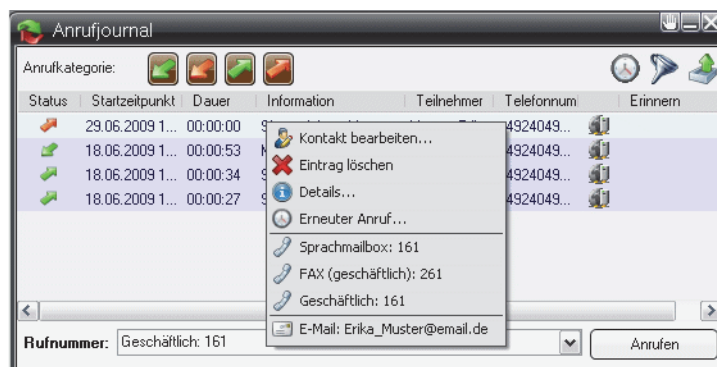 Anrufjournal
Anrufkategorie:
Status Startzeitpunkt Dauer Information Teilnehmer Telefonnum Erinnern
29.06.2009 1... 00:00:00 4924049...
18.06.2009 1... 00:00:53 4924049...
18.06.2009 1... 00:00:34 4924049...
18.06.2009 1... 00:00:27 4924049...
Kontakt bearbeiten...
Eintrag löschen
Details...
Erneuter Anruf...
Sprachmailbox: 161
FAX (geschäftlich): 261
Geschäftlich: 161
E-Mail: Erika_Muster@email.de
Rufnummer: Geschäftlich: 161 Anrufen